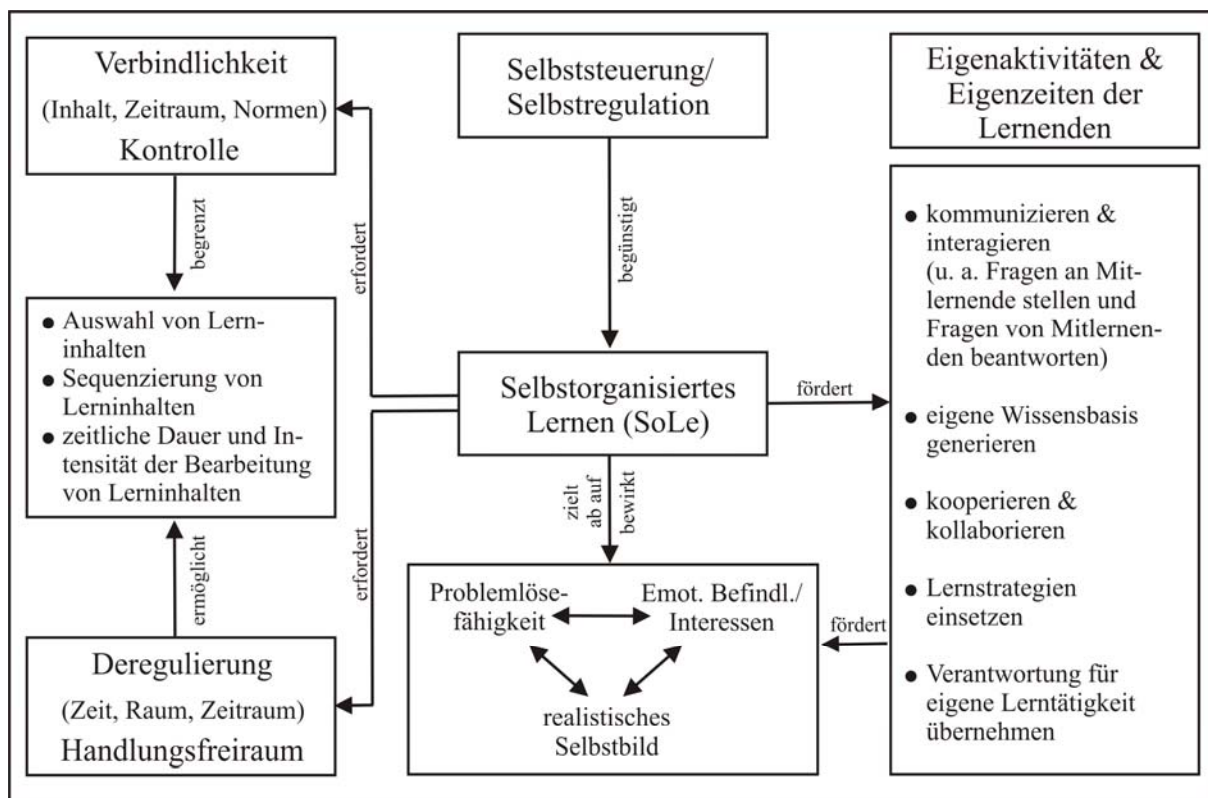 Verbindlichkeit
(Inhalt, Zeitraum, Normen)
Kontrolle
begrenzt
● Auswahl von Lern-
inhalten
● Sequenzierung von
Lerninhalten
● zeitliche Dauer und In-
tensität der Bearbeitung
von Lerninhalten
ermöglicht
Deregulierung
(Zeit, Raum, Zeitraum)
Handlungsfreiraum
erfordert
erfordert
Selbststeuerung/
Selbstregulation
begünstigt
Selbstorganisiertes
Lernen (SoLe)
zielt
ab auf
bewirkt
Problemlöse-
fähigkeit
Emot. Befindl./
Interessen
realistisches
Selbstbild
fördert
fördert
Eigenaktivitäten &
Eigenzeiten der
Lernenden
● kommunizieren &
interagieren
(u. a. Fragen an Mit-
lernende stellen und
Fragen von Mitlernen-
den beantworten)
● eigene Wissensbasis
generieren
● kooperieren &
kollaborieren
● Lernstrategien
einsetzen
● Verantwortung für
eigene Lerntätigkeit
übernehmen